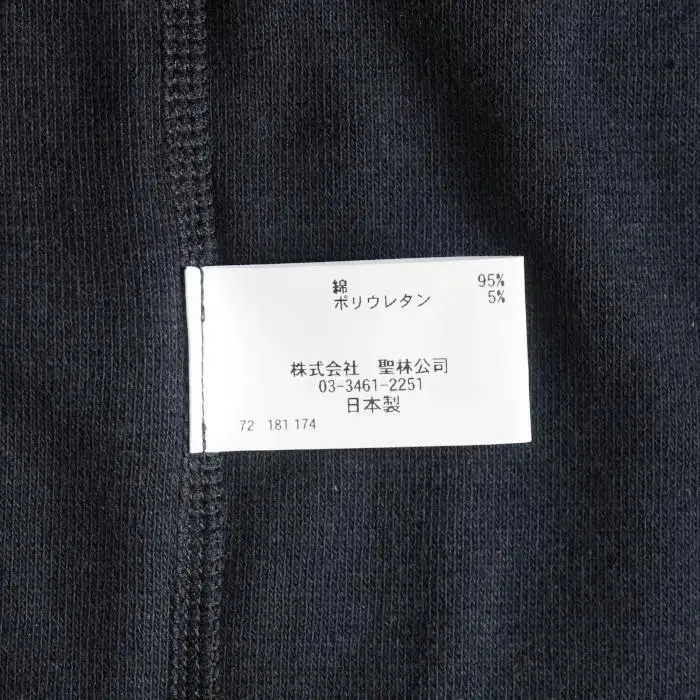 綿 95%
ポリウレタン 5%
株式会社 聖林公司
03-3461-2251
日本製
72 181 174